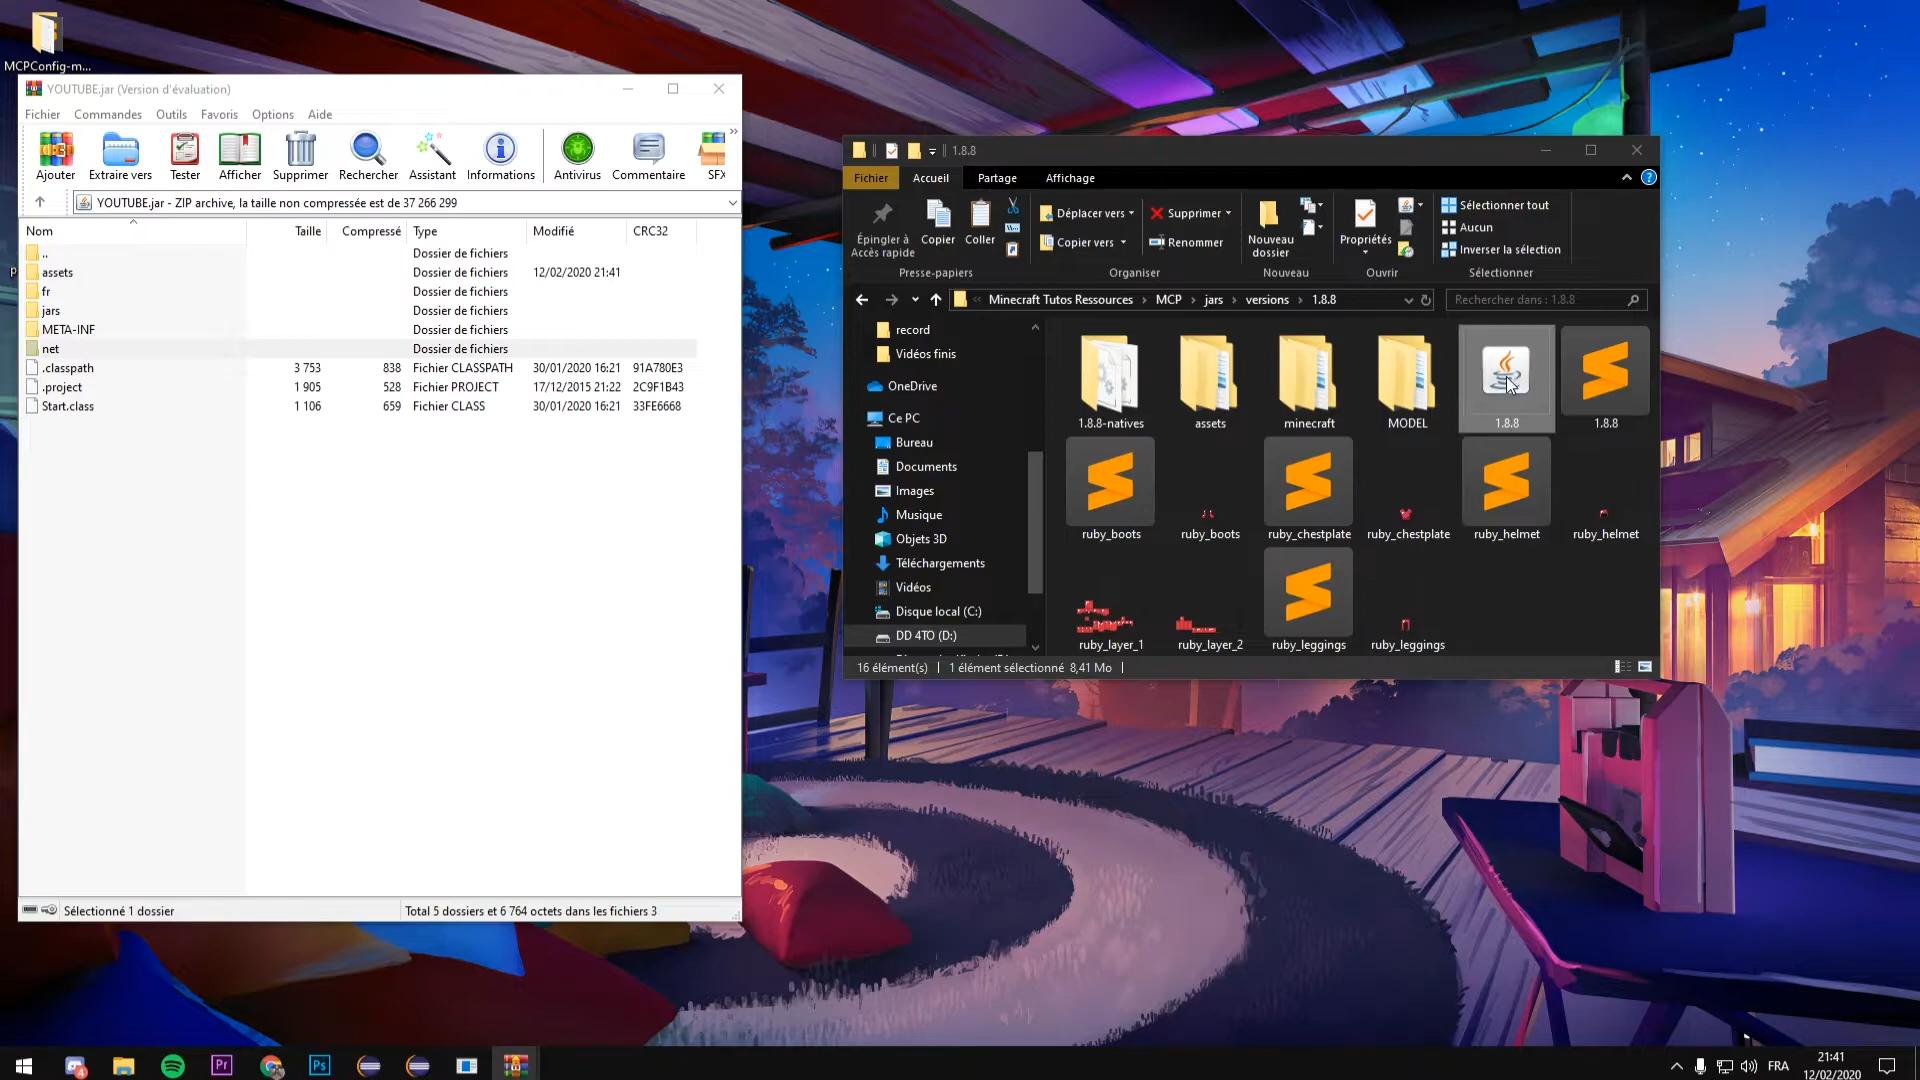 MCPConfig-m...
YOUTUBE.jar (Version d'évaluation)
Fichier Commandes Outils Favoris Options Aide
Ajouter Extraire vers Tester Afficher Supprimer Rechercher Assistant Informations Antivirus Commentaire SFX
YOUTUBE.jar - ZIP archive, la taille non compressée est de 37 266 299
Nom Taille Compressé Type Modifié CRC32
.. Dossier de fichiers
assets Dossier de fichiers 12/02/2020 21:41
fr Dossier de fichiers
jars Dossier de fichiers
META-INF Dossier de fichiers
net Dossier de fichiers
.classpath 3 753 838 Fichier CLASSPATH 30/01/2020 16:21 91A780E3
.project 1 905 528 Fichier PROJECT 17/12/2015 21:22 2C9F1B43
Start.class 1 106 659 Fichier CLASS 30/01/2020 16:21 33FE6668
Sélectionné 1 dossier Total 5 dossiers et 6 764 octets dans les fichiers 3
1.8.8
Fichier Accueil Partage Affichage
Épingler à Accès rapide
Copier Coller
Déplacer vers Supprimer
Copier vers Renommer
Nouveau dossier
Propriétés
Sélectionner tout
Aucun
Inverser la sélection
Presse-papiers Organiser Nouveau Ouvrir Sélectionner
« Minecraft Tutos Ressources › MCP › jars › versions › 1.8.8
Rechercher dans : 1.8.8
record
Vidéos finis
OneDrive
Ce PC
Bureau
Documents
Images
Musique
Objets 3D
Téléchargements
Vidéos
Disque local (C:)
DD 4TO (D:)
1.8.8-natives assets minecraft MODEL 1.8.8 1.8.8
ruby_boots ruby_boots ruby_chestplate ruby_chestplate ruby_helmet ruby_helmet
ruby_layer_1 ruby_layer_2 ruby_leggings ruby_leggings
16 élément(s) 1 élément sélectionné 8,41 Mo
Pr Ps
4
FRA
21:41
12/02/2020